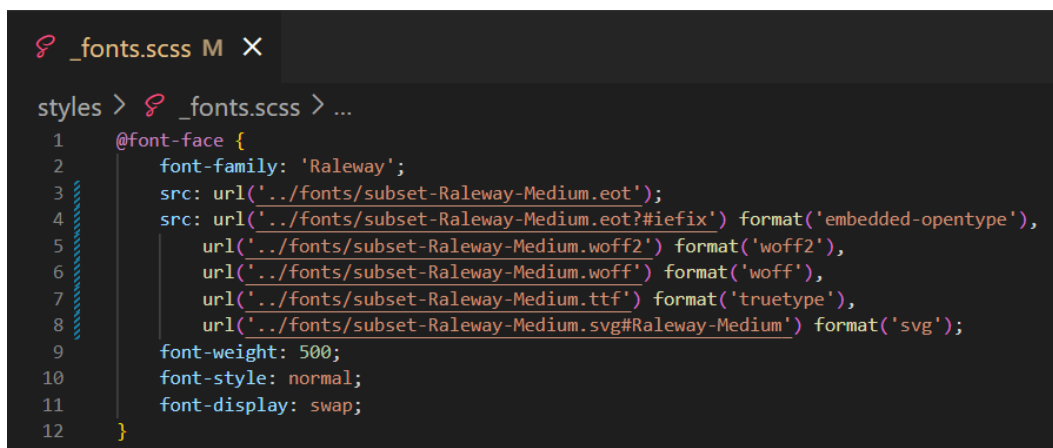 _fonts.scss M ×
styles > _fonts.scss > ...
1 @font-face {
2 font-family: 'Raleway';
3 src: url('../fonts/subset-Raleway-Medium.eot');
4 src: url('../fonts/subset-Raleway-Medium.eot?#iefix') format('embedded-opentype'),
5 url('../fonts/subset-Raleway-Medium.woff2') format('woff2'),
6 url('../fonts/subset-Raleway-Medium.woff') format('woff'),
7 url('../fonts/subset-Raleway-Medium.ttf') format('truetype'),
8 url('../fonts/subset-Raleway-Medium.svg#Raleway-Medium') format('svg');
9 font-weight: 500;
10 font-style: normal;
11 font-display: swap;
12 }